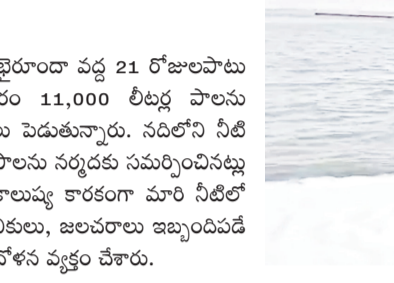 భైరూందా వద్ద 21 రోజులపాటు
రం 11,000 లీటర్ల పాలను
లు పెడుతున్నారు. నదిలోని నీటి
పాలను నర్మదకు సమర్పించినట్లు
కాలుష్య కారకంగా మారి నీటిలో
నికులు, జలచరాలు ఇబ్బందిపడే
దోళన వ్యక్తం చేశారు.